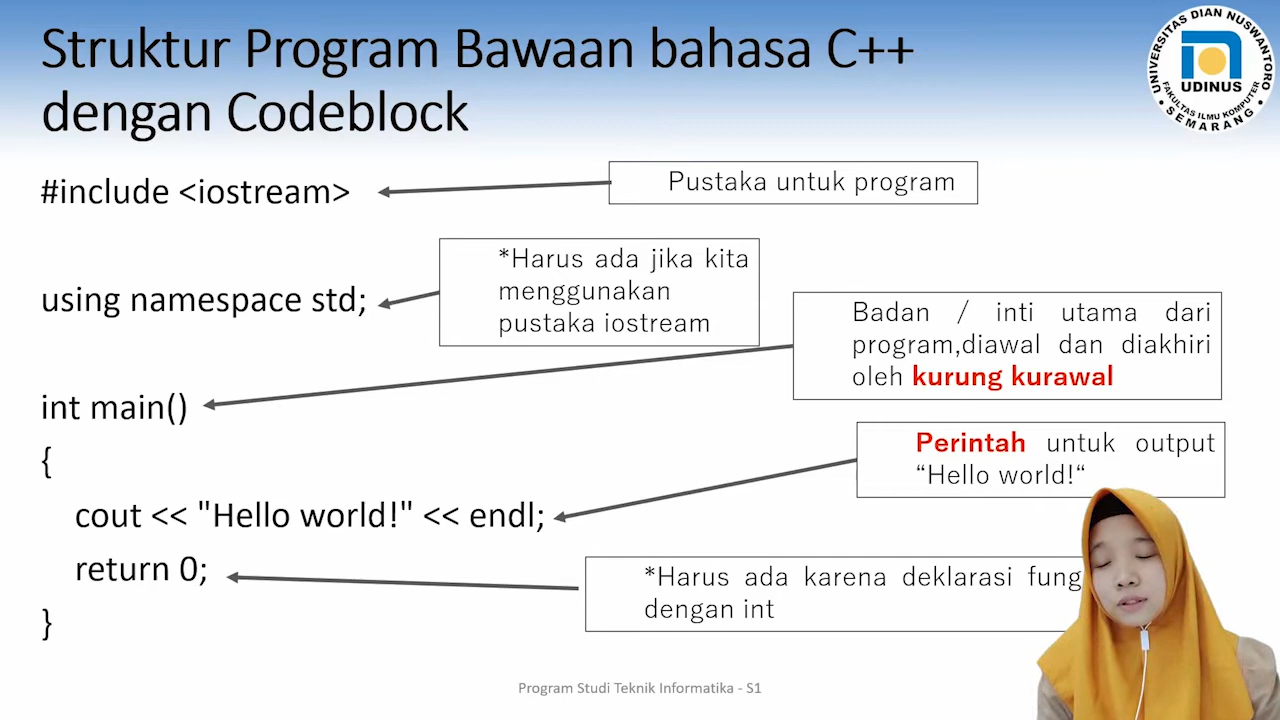 Struktur Program Bawaan bahasa C++
dengan Codeblock
UNIVERSITAS DIAN NUSWANTORO
UDINUS
FAKULTAS ILMU KOMPUTER
• SEMARANG •
#include <iostream>
Pustaka untuk program
using namespace std;
*Harus ada jika kita
menggunakan
pustaka iostream
Badan / inti utama dari
program,diawal dan diakhiri
oleh kurung kurawal
int main()
{
Perintah untuk output
“Hello world!“
cout << "Hello world!" << endl;
return 0;
*Harus ada karena deklarasi fung
dengan int
}
Program Studi Teknik Informatika - S1